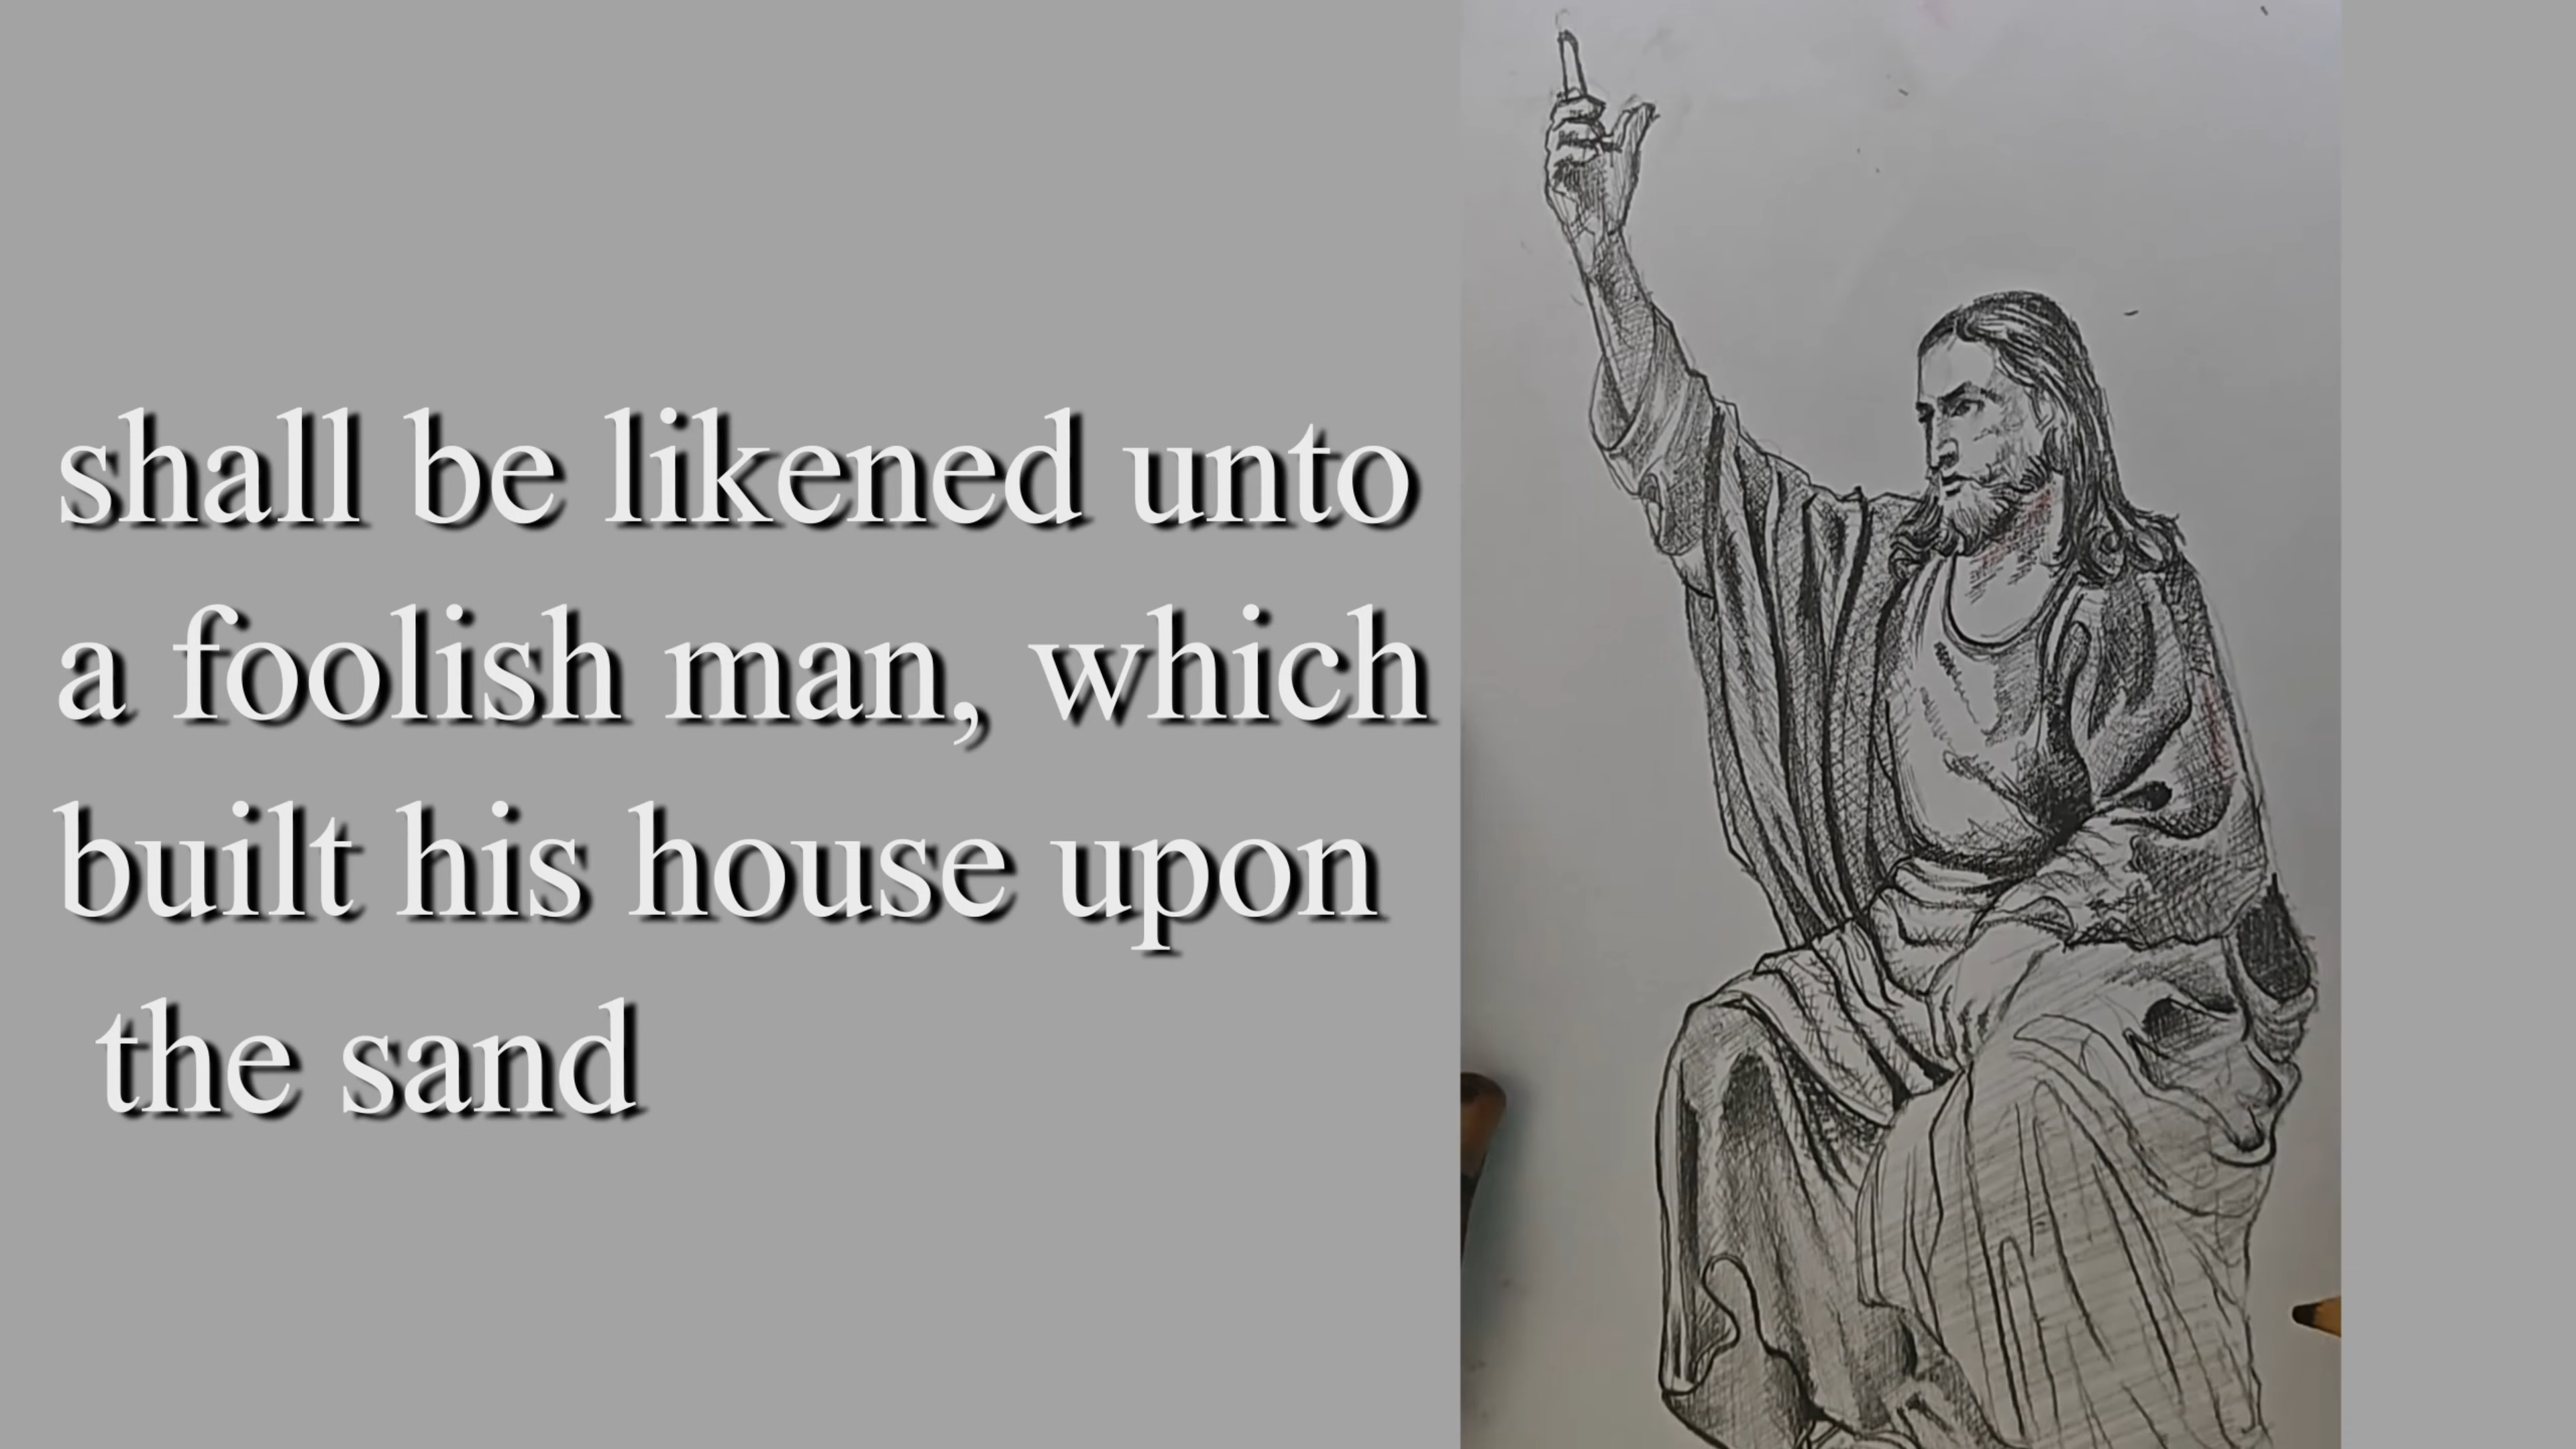 shall be likened unto
a foolish man, which
built his house upon
the sand